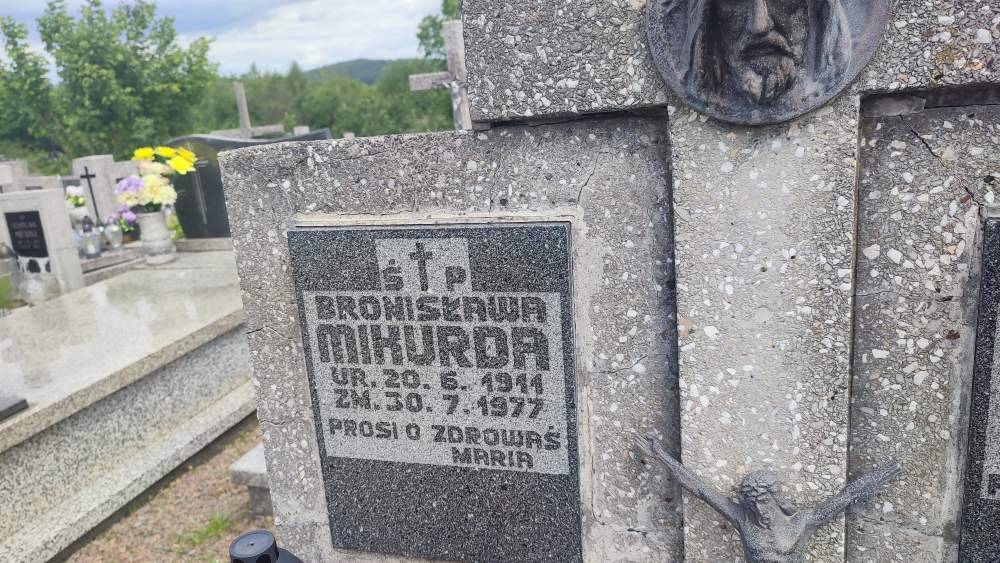 Ś P
BRONISŁAWA
MIKURDA
UR. 20. 6. 1911
ZM. 30. 7. 1977
PROSI O ZDROWAŚ
MARIA